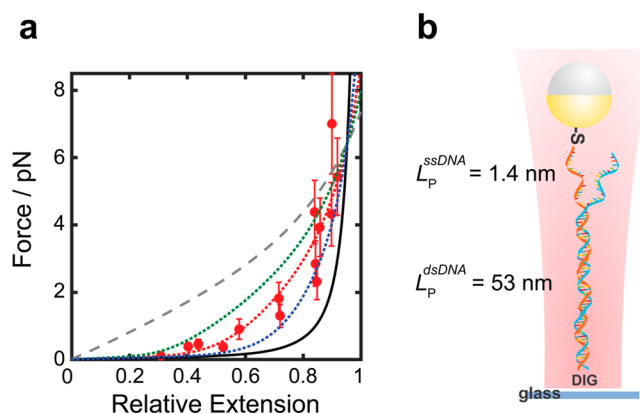 a
Force / pN
8
6
4
2
0
0 0.2 0.4 0.6 0.8 1
Relative Extension
b
-S
L_P^ssDNA = 1.4 nm
L_P^dsDNA = 53 nm
DIG
glass